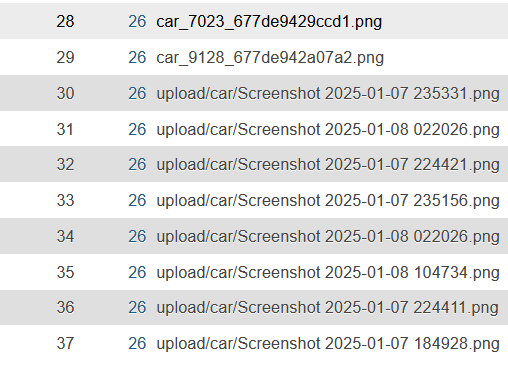 28 26 car_7023_677de9429ccd1.png
29 26 car_9128_677de942a07a2.png
30 26 upload/car/Screenshot 2025-01-07 235331.png
31 26 upload/car/Screenshot 2025-01-08 022026.png
32 26 upload/car/Screenshot 2025-01-07 224421.png
33 26 upload/car/Screenshot 2025-01-07 235156.png
34 26 upload/car/Screenshot 2025-01-08 022026.png
35 26 upload/car/Screenshot 2025-01-08 104734.png
36 26 upload/car/Screenshot 2025-01-07 224411.png
37 26 upload/car/Screenshot 2025-01-07 184928.png